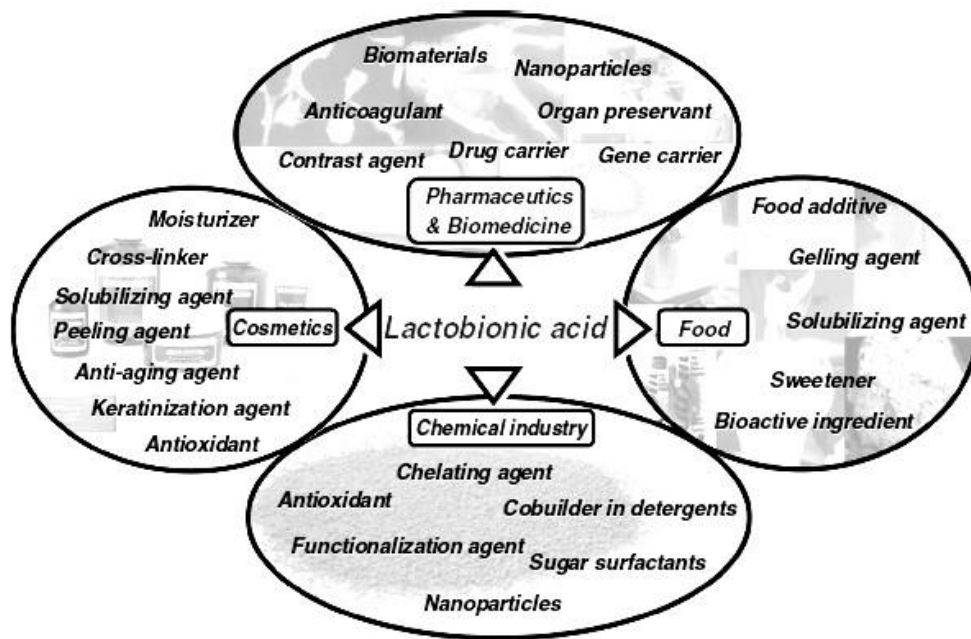 Biomaterials
Nanoparticles
Anticoagulant
Organ preservant
Contrast agent
Drug carrier
Gene carrier
Pharmaceutics
& Biomedicine
Moisturizer
Cross-linker
Solubilizing agent
Peeling agent
Anti-aging agent
Keratinization agent
Antioxidant
Cosmetics
Lactobionic acid
Food
Food additive
Gelling agent
Solubilizing agent
Sweetener
Bioactive ingredient
Chemical industry
Chelating agent
Antioxidant
Cobuilder in detergents
Functionalization agent
Sugar surfactants
Nanoparticles